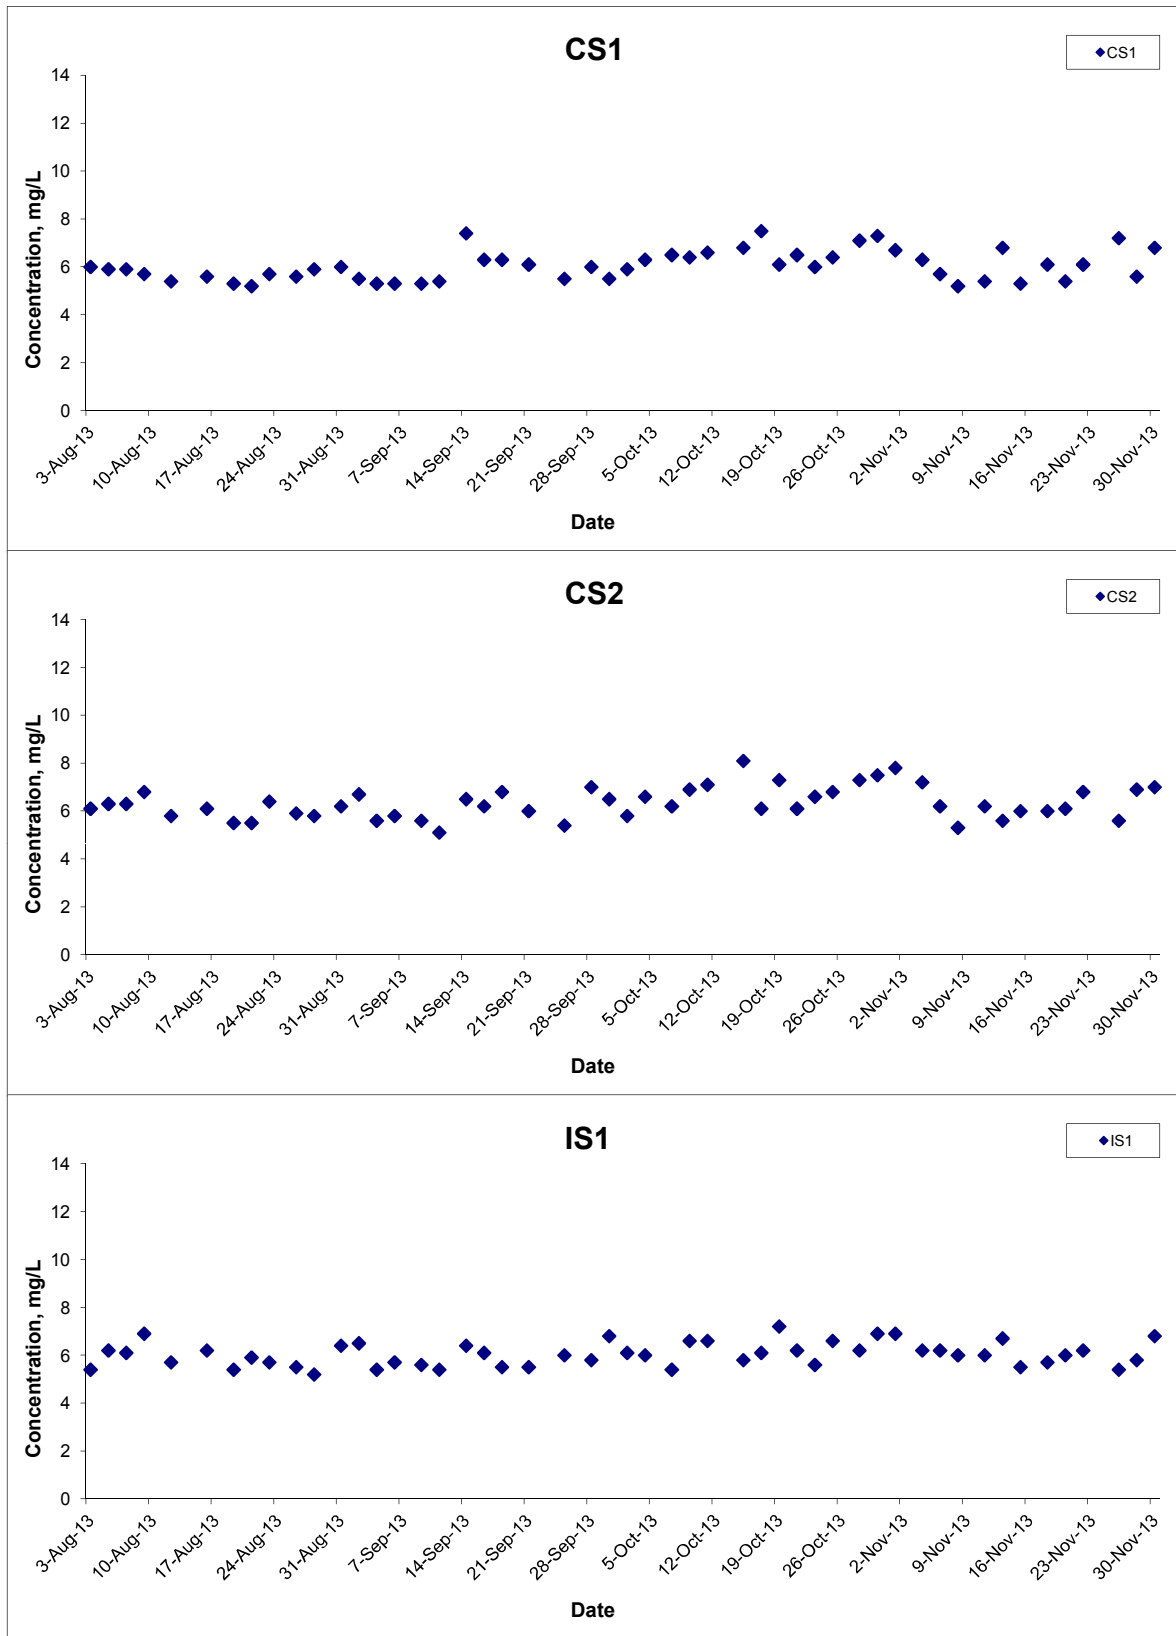 CS1
CS1
14
12
10
8
6
4
2
0
Concentration, mg/L
3-Aug-13
10-Aug-13
17-Aug-13
24-Aug-13
31-Aug-13
7-Sep-13
14-Sep-13
21-Sep-13
28-Sep-13
5-Oct-13
12-Oct-13
19-Oct-13
26-Oct-13
2-Nov-13
9-Nov-13
16-Nov-13
23-Nov-13
30-Nov-13
Date
CS2
CS2
14
12
10
8
6
4
2
0
Concentration, mg/L
3-Aug-13
10-Aug-13
17-Aug-13
24-Aug-13
31-Aug-13
7-Sep-13
14-Sep-13
21-Sep-13
28-Sep-13
5-Oct-13
12-Oct-13
19-Oct-13
26-Oct-13
2-Nov-13
9-Nov-13
16-Nov-13
23-Nov-13
30-Nov-13
Date
IS1
IS1
14
12
10
8
6
4
2
0
Concentration, mg/L
3-Aug-13
10-Aug-13
17-Aug-13
24-Aug-13
31-Aug-13
7-Sep-13
14-Sep-13
21-Sep-13
28-Sep-13
5-Oct-13
12-Oct-13
19-Oct-13
26-Oct-13
2-Nov-13
9-Nov-13
16-Nov-13
23-Nov-13
30-Nov-13
Date